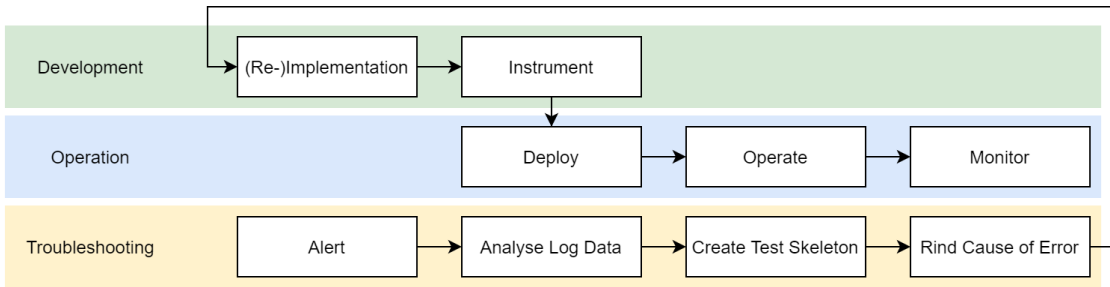 Development
(Re-)Implementation
Instrument
Operation
Deploy
Operate
Monitor
Troubleshooting
Alert
Analyse Log Data
Create Test Skeleton
Rind Cause of Error